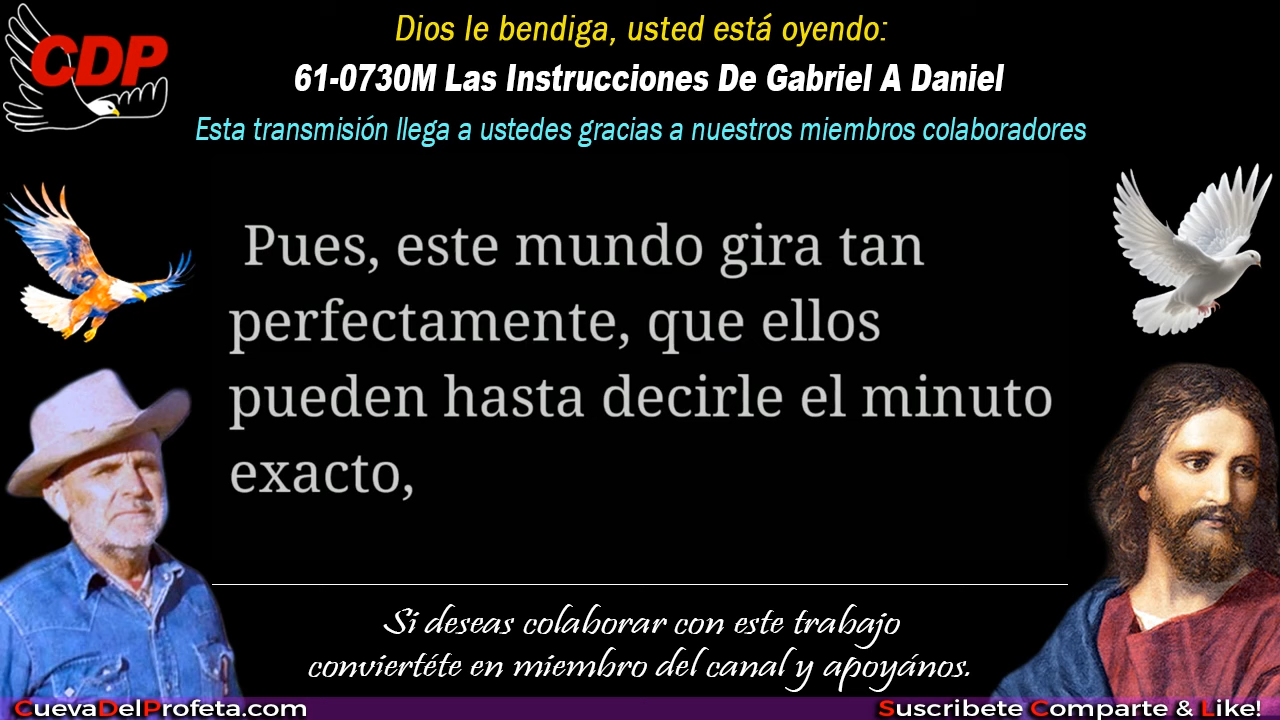 CDP
Dios le bendiga, usted está oyendo:
61-0730M Las Instrucciones De Gabriel A Daniel
Esta transmisión llega a ustedes gracias a nuestros miembros colaboradores
Pues, este mundo gira tan
perfectamente, que ellos
pueden hasta decirle el minuto
exacto,
Si deseas colaborar con este trabajo
conviertéte en miembro del canal y apoyános.
CuevaDelProfeta.com
Suscribete Comparte & Like!